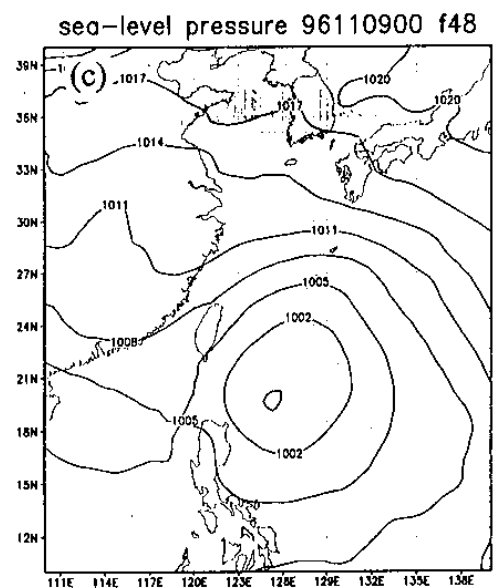 sea-level pressure 96110900 f48
39N
(c)
1017
1020
1017
1020
36N
1014
33N
1011
30N
1011
27N
1005
24N
1002
1008
21N
1005
18N
1002
15N
12N
111E 114E 117E 120E 123E 126E 129E 132E 135E 138E